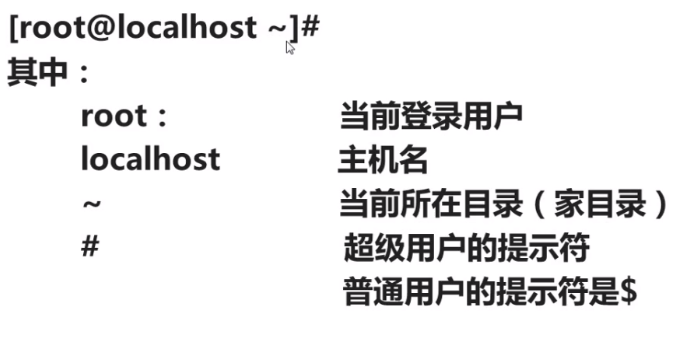 [root@localhost ~]#
其中：
root： 当前登录用户
localhost 主机名
~ 当前所在目录（家目录）
# 超级用户的提示符
普通用户的提示符是$